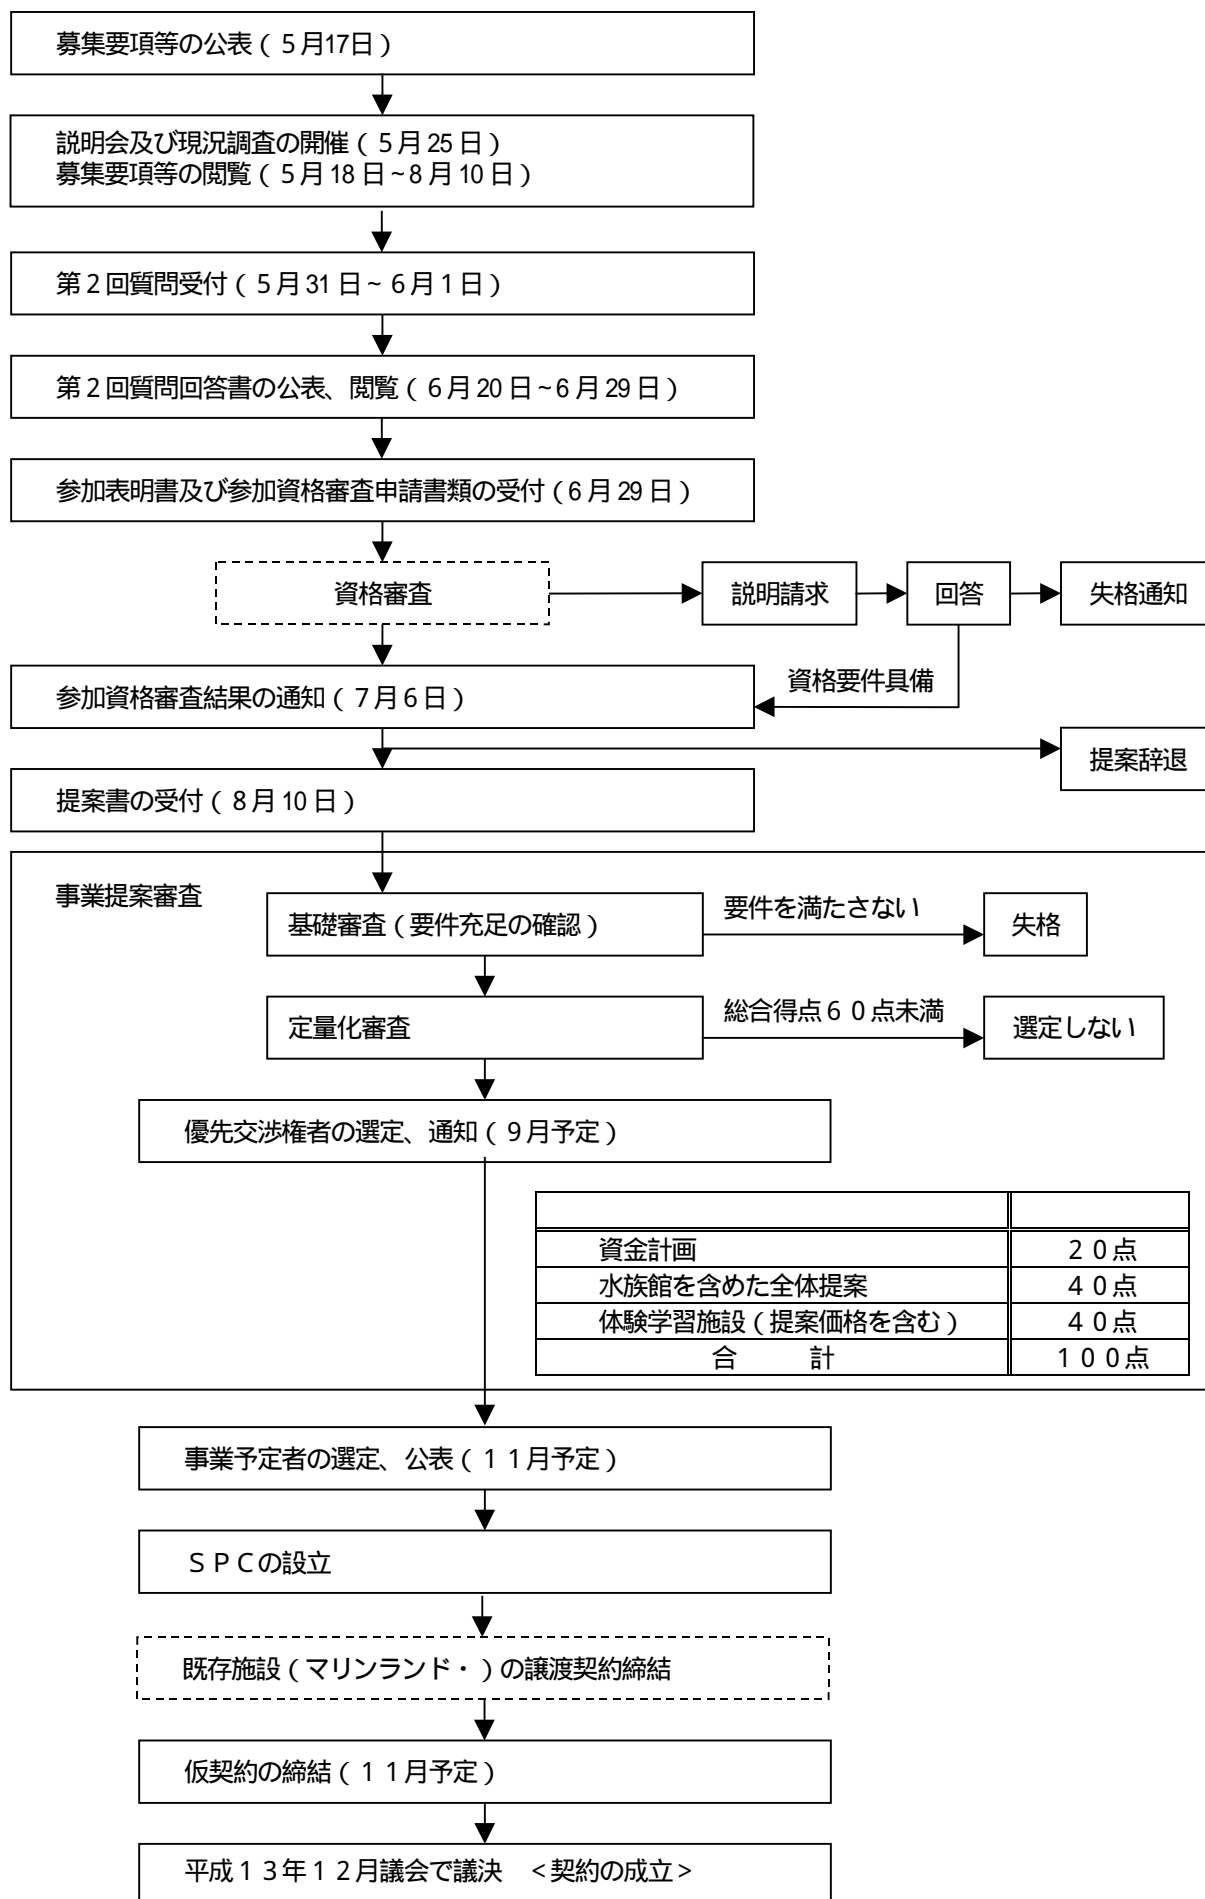 募集要項等の公表（５月17日）
説明会及び現況調査の開催（５月25日）
募集要項等の閲覧（５月18日～8月10日）
第２回質問受付（５月31日～６月１日）
第２回質問回答書の公表、閲覧（６月20日～6月29日）
参加表明書及び参加資格審査申請書類の受付（6月29日）
資格審査
説明請求
回答
失格通知
資格要件具備
参加資格審査結果の通知（７月６日）
提案辞退
提案書の受付（８月10日）
事業提案審査
基礎審査（要件充足の確認）
要件を満たさない
失格
定量化審査
総合得点６０点未満
選定しない
優先交渉権者の選定、通知（９月予定）
資金計画 ２０点
水族館を含めた全体提案 ４０点
体験学習施設（提案価格を含む） ４０点
合　　計 １００点
事業予定者の選定、公表（１１月予定）
ＳＰＣの設立
既存施設（マリンランド・）の譲渡契約締結
仮契約の締結（１１月予定）
平成１３年１２月議会で議決　＜契約の成立＞